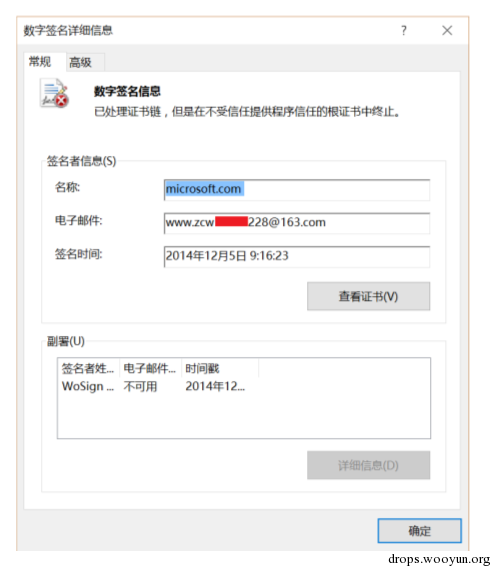 数字签名详细信息
常规 高级
数字签名信息
已处理证书链，但是在不受信任提供程序信任的根证书中终止。
签名者信息(S)
名称: microsoft.com
电子邮件: www.zcw 228@163.com
签名时间: 2014年12月5日 9:16:23
查看证书(V)
副署(U)
签名者姓... 电子邮件... 时间戳
WoSign ... 不可用 2014年12...
详细信息(D)
确定
drops.wooyun.org